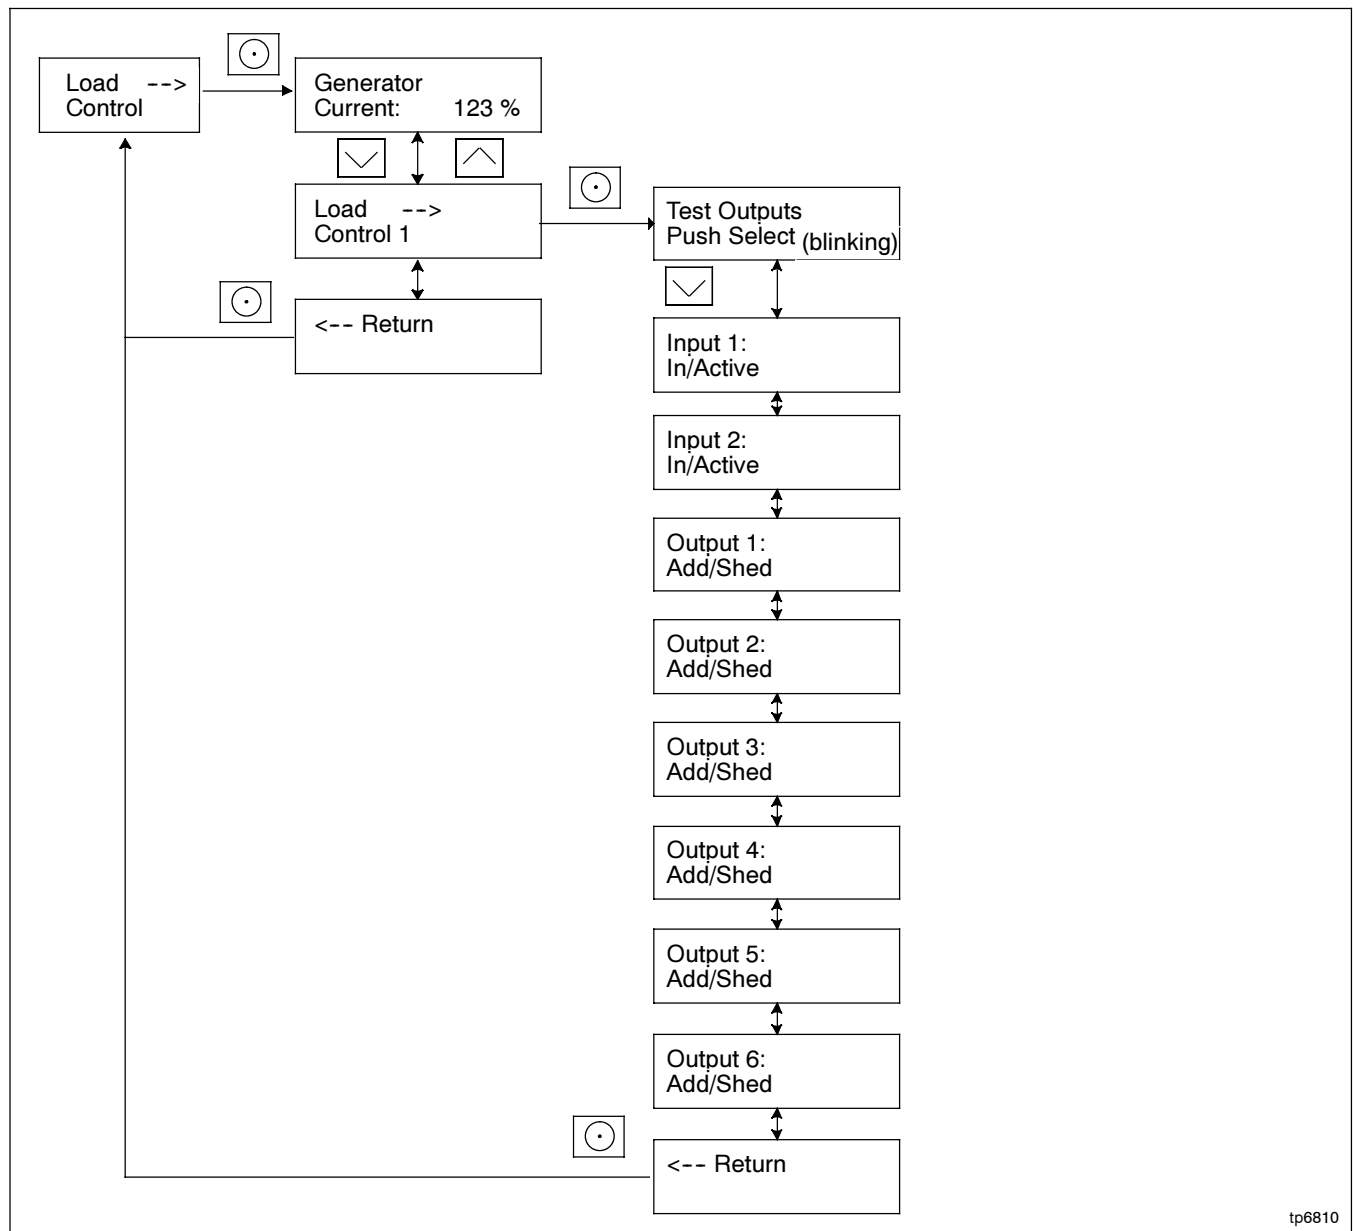 Load -->
Control
Generator
Current: 123 %
Load -->
Control 1
<-- Return
Test Outputs
Push Select (blinking)
Input 1:
In/Active
Input 2:
In/Active
Output 1:
Add/Shed
Output 2:
Add/Shed
Output 3:
Add/Shed
Output 4:
Add/Shed
Output 5:
Add/Shed
Output 6:
Add/Shed
<-- Return
tp6810